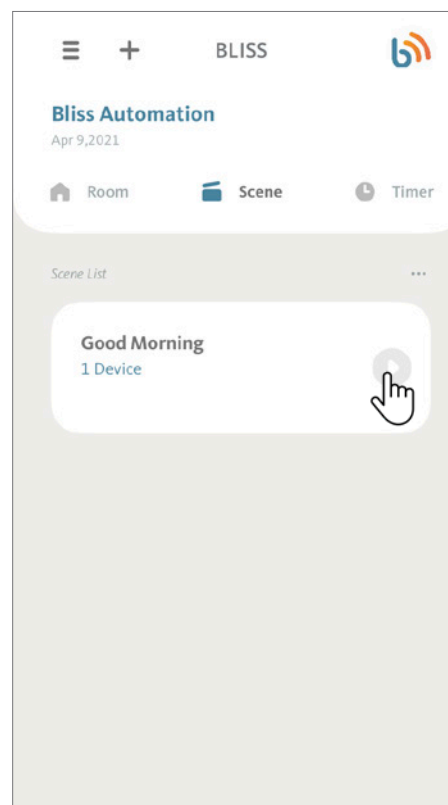 BLISS
Bliss Automation
Apr 9,2021
Room Scene Timer
Scene List
Good Morning
1 Device